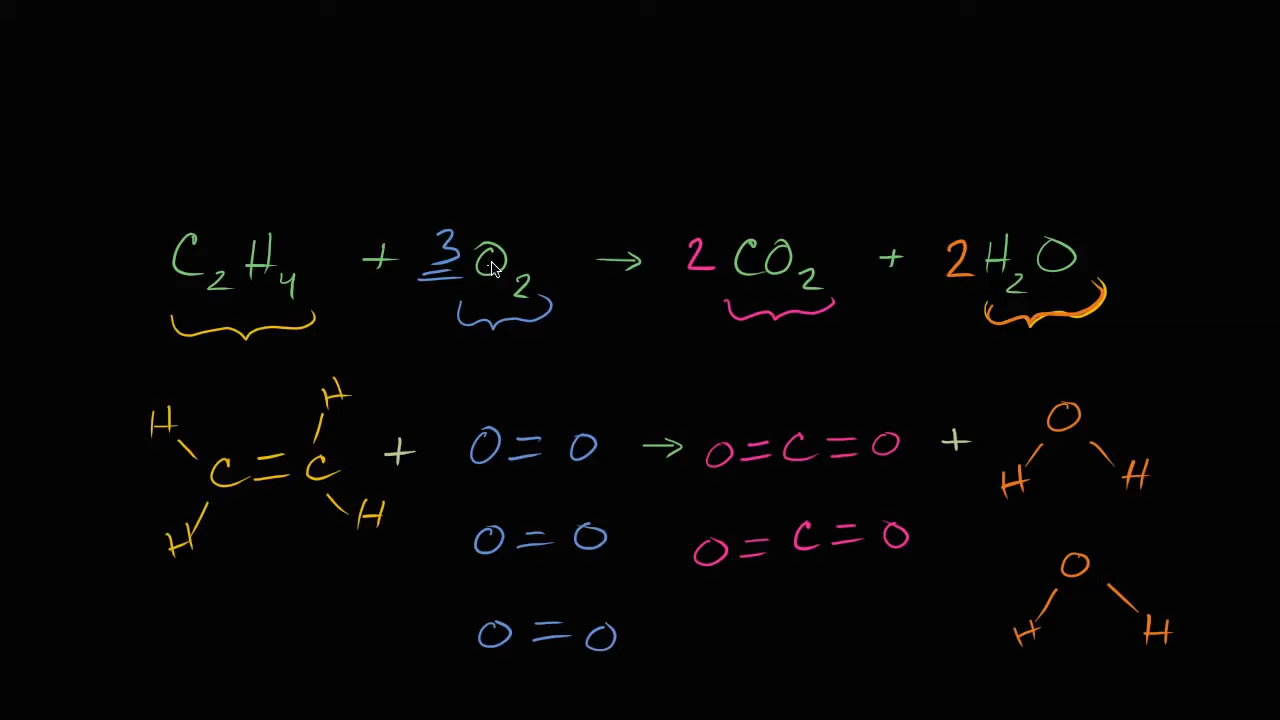 C₂H₄ + 3O₂ → 2CO₂ + 2H₂O
H H
C=C + O=O → O=C=O + O
H H H H
O=O O=C=O O
O=O H H